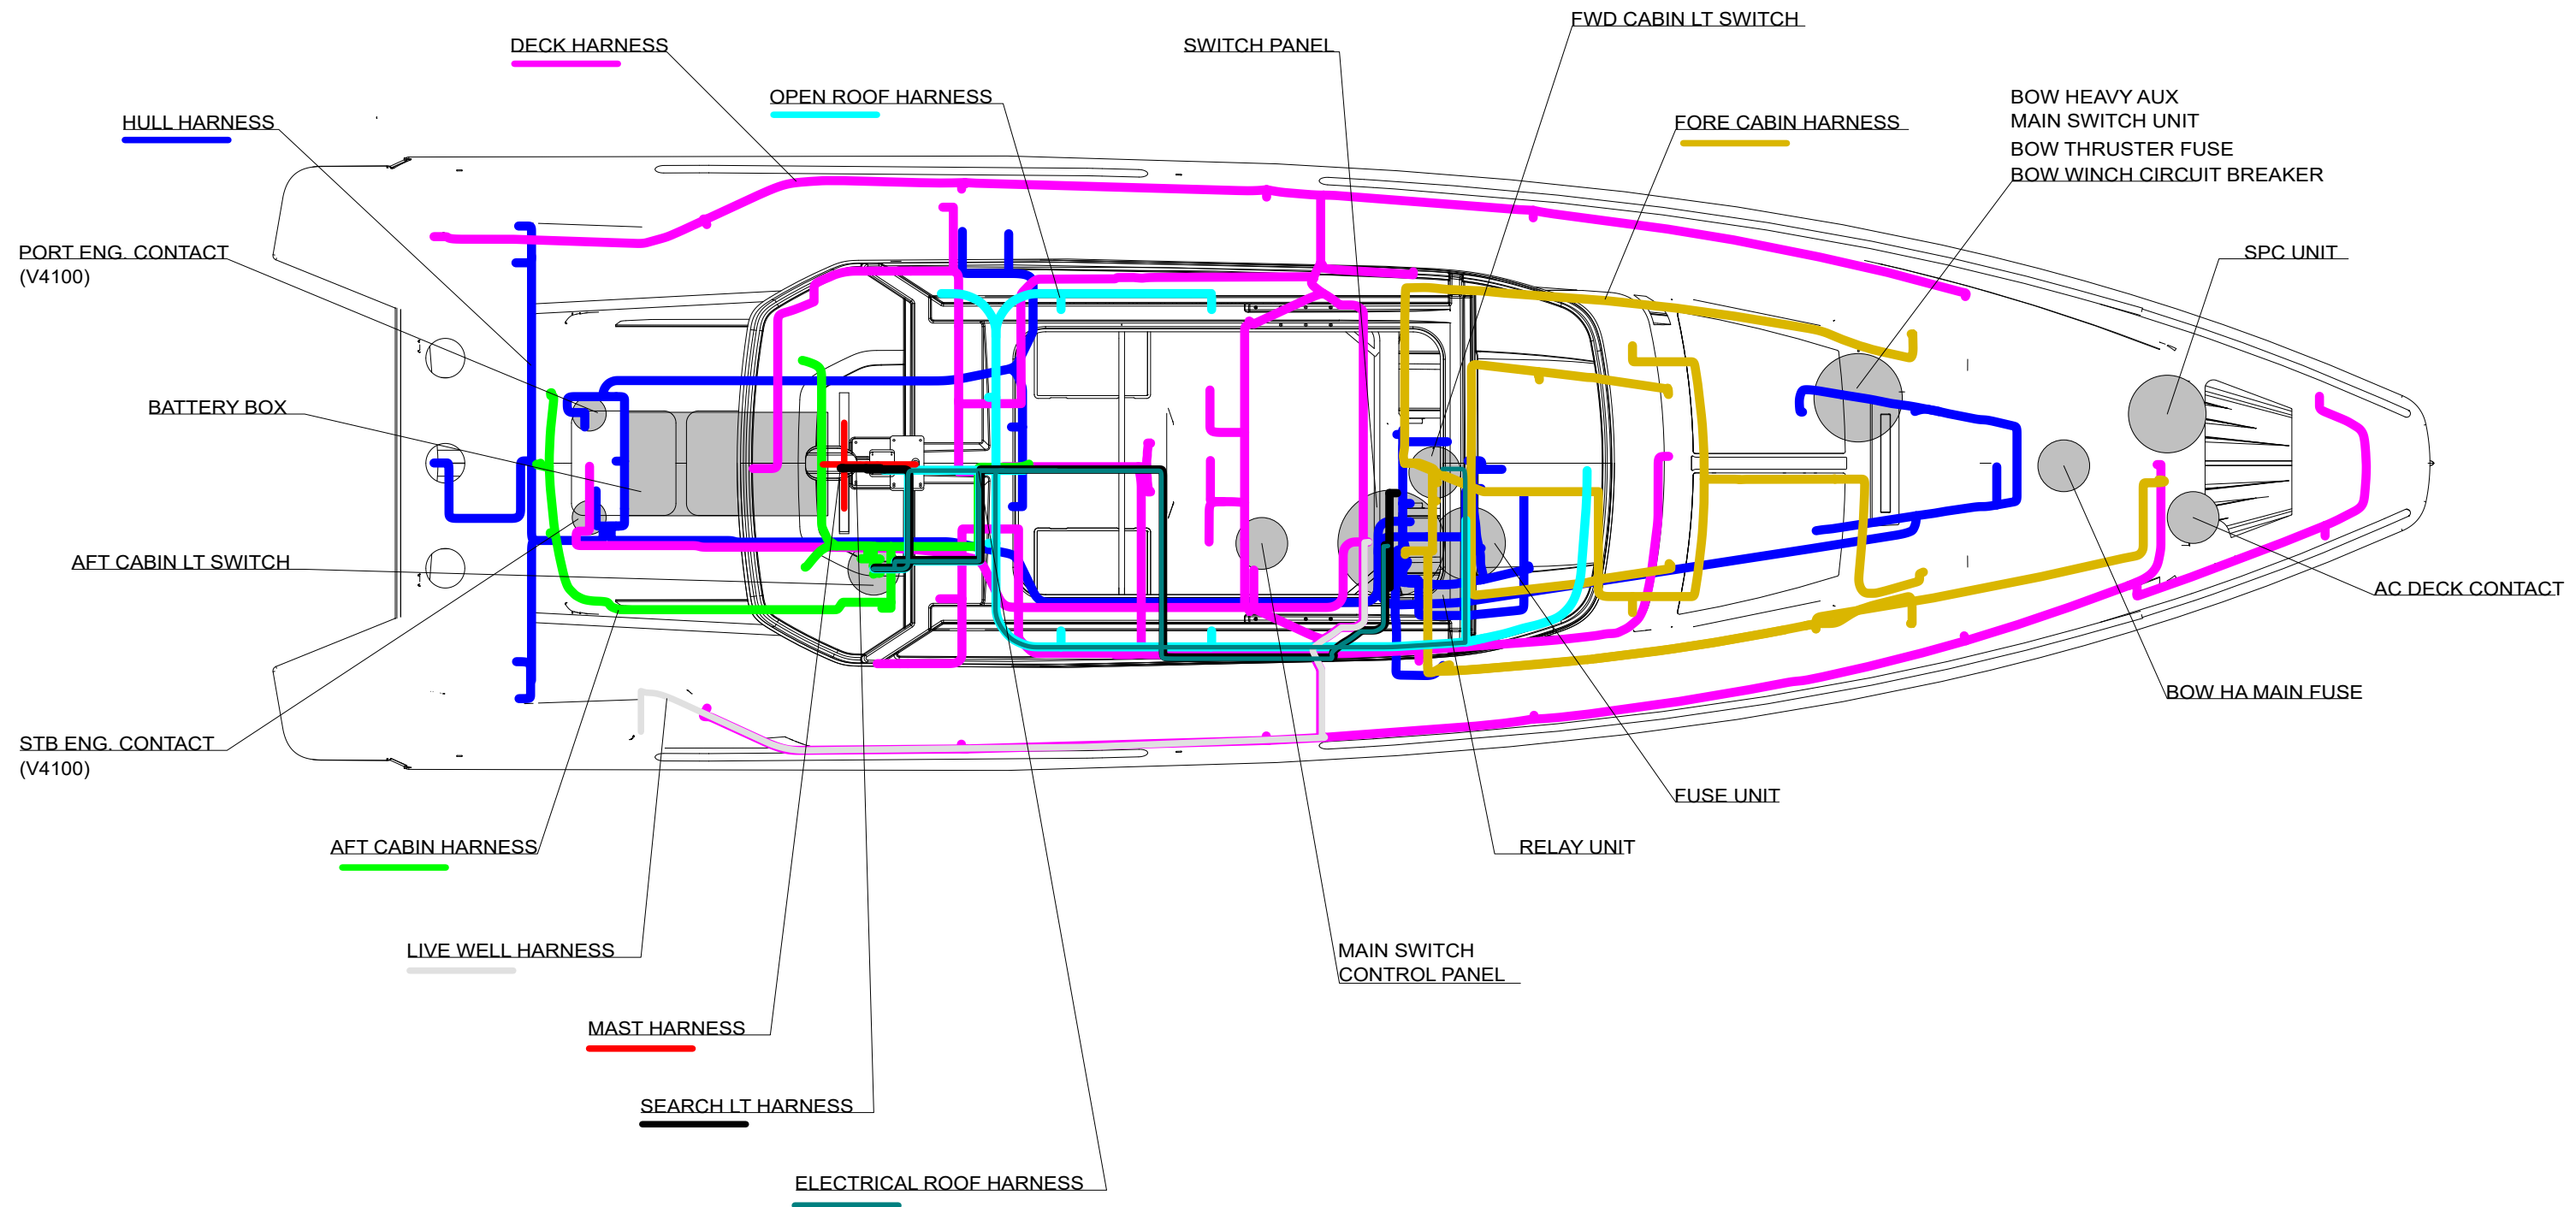 FWD CABIN LT SWITCH
DECK HARNESS
SWITCH PANEL
OPEN ROOF HARNESS
BOW HEAVY AUX
MAIN SWITCH UNIT
HULL HARNESS
FORE CABIN HARNESS
BOW THRUSTER FUSE
BOW WINCH CIRCUIT BREAKER
PORT ENG. CONTACT
(V4100)
SPC UNIT
BATTERY BOX
AFT CABIN LT SWITCH
AC DECK CONTACT
BOW HA MAIN FUSE
STB ENG. CONTACT
(V4100)
FUSE UNIT
AFT CABIN HARNESS
RELAY UNIT
LIVE WELL HARNESS
MAIN SWITCH
CONTROL PANEL
MAST HARNESS
SEARCH LT HARNESS
ELECTRICAL ROOF HARNESS